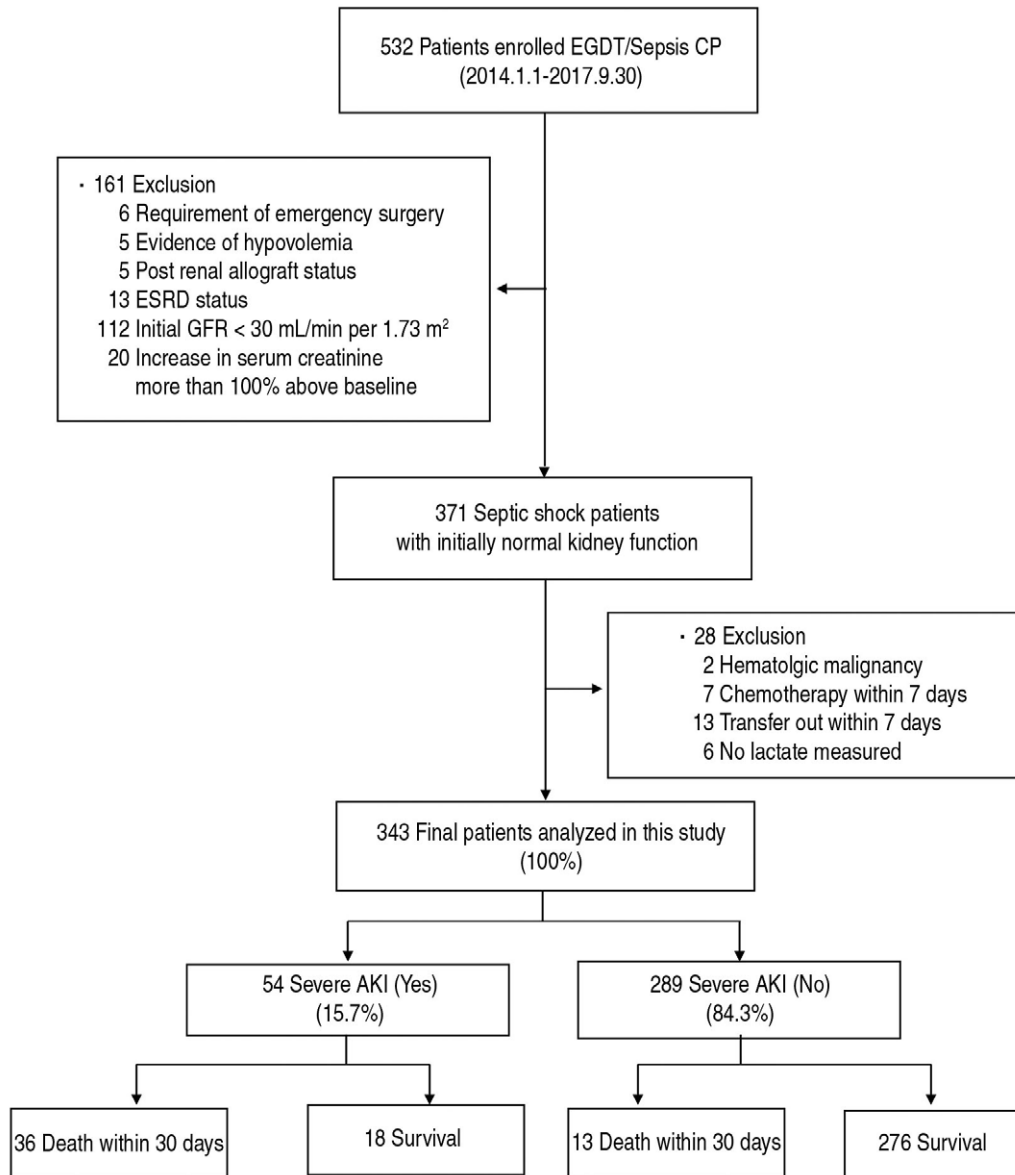 532 Patients enrolled EGDT/Sepsis CP
(2014.1.1-2017.9.30)
· 161 Exclusion
6 Requirement of emergency surgery
5 Evidence of hypovolemia
5 Post renal allograft status
13 ESRD status
112 Initial GFR < 30 mL/min per 1.73 m²
20 Increase in serum creatinine
more than 100% above baseline
371 Septic shock patients
with initially normal kidney function
· 28 Exclusion
2 Hematolgic malignancy
7 Chemotherapy within 7 days
13 Transfer out within 7 days
6 No lactate measured
343 Final patients analyzed in this study
(100%)
54 Severe AKI (Yes)
(15.7%)
289 Severe AKI (No)
(84.3%)
36 Death within 30 days
18 Survival
13 Death within 30 days
276 Survival